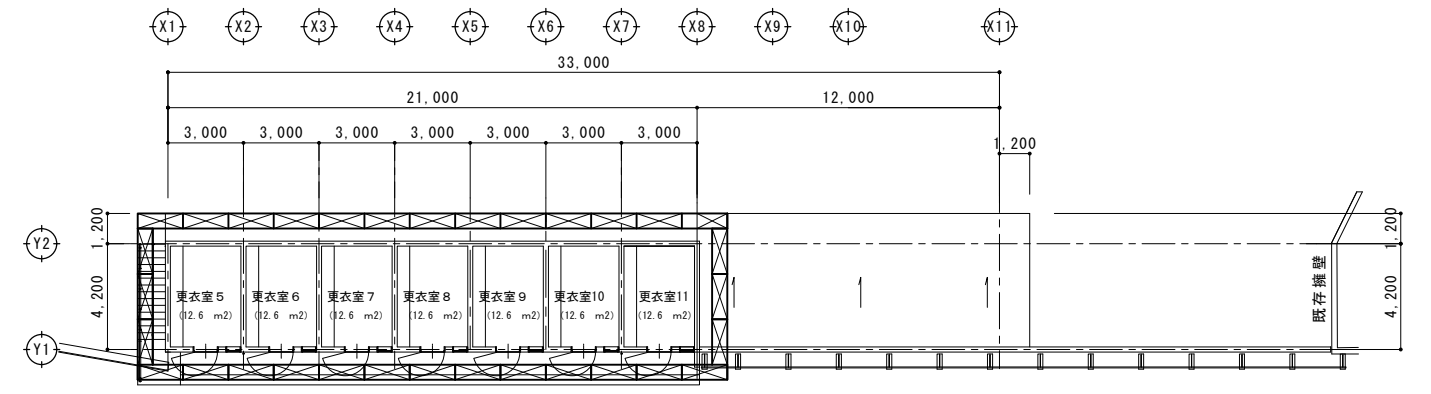 X1 X2 X3 X4 X5 X6 X7 X8 X9 X10 X11
33,000
21,000 12,000
3,000 3,000 3,000 3,000 3,000 3,000 3,000
1,200
Y2
1,200
1,200
4,200
4,200
更衣室5 更衣室6 更衣室7 更衣室8 更衣室9 更衣室10 更衣室11
(12.6 m2) (12.6 m2) (12.6 m2) (12.6 m2) (12.6 m2) (12.6 m2) (12.6 m2)
既存擁壁
Y1